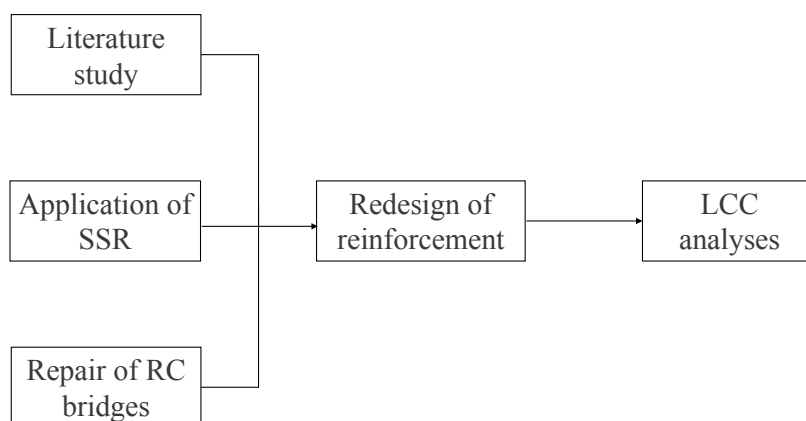 Literature
study
Application of
SSR
Redesign of
reinforcement
LCC
analyses
Repair of RC
bridges